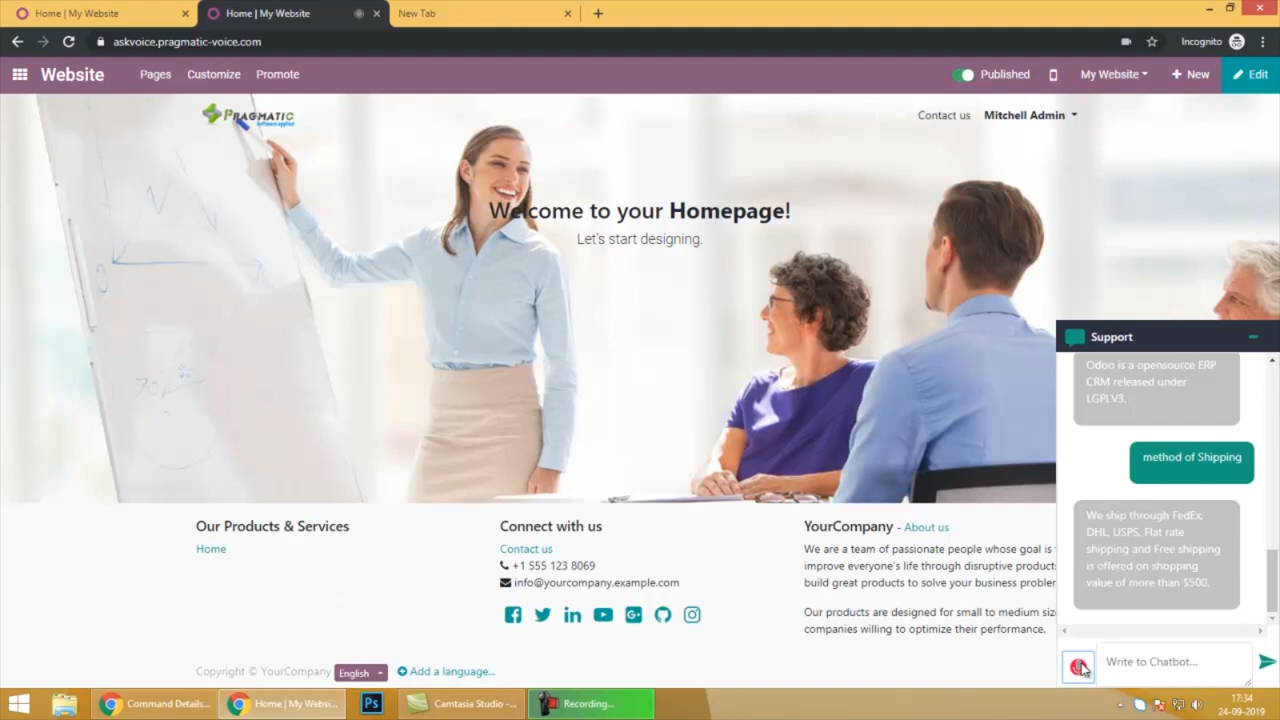 Home | My Website
Home | My Website
New Tab
askvoice.pragmatic-voice.com
Incognito
Website
Pages
Customize
Promote
Published
My Website
New
Edit
PRAGMATIC
Contact us
Mitchell Admin
Welcome to your Homepage!
Let's start designing.
Support
Odoo is a opensource ERP
CRM released under
LGPLV3.
method of Shipping
We ship through FedEx,
DHL, USPS, Flat rate
shipping and Free shipping
is offered on shopping
value of more than $500.
Write to Chatbot...
Our Products & Services
Home
Connect with us
Contact us
+1 555 123 8069
info@yourcompany.example.com
YourCompany - About us
We are a team of passionate people whose goal is
improve everyone's life through disruptive product
build great products to solve your business probler
Our products are designed for small to medium siz
companies willing to optimize their performance.
Copyright © YourCompany
English
Add a language...
Command Details...
Home | My Websi...
Ps
Camtasia Studio -...
Recording...
17:34
24-09-2019